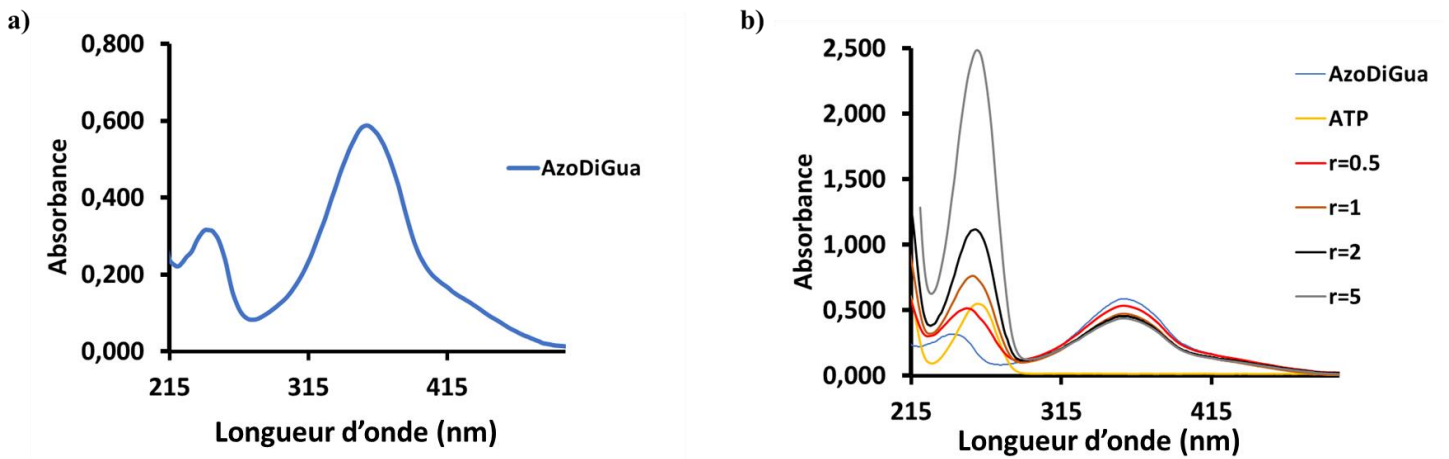 a)
0,800
0,600
0,400
0,200
0,000
Absorbance
215
315
415
Longueur d’onde (nm)
AzoDiGua
b)
2,500
2,000
1,500
1,000
0,500
0,000
Absorbance
215
315
415
Longueur d’onde (nm)
AzoDiGua
ATP
r=0.5
r=1
r=2
r=5